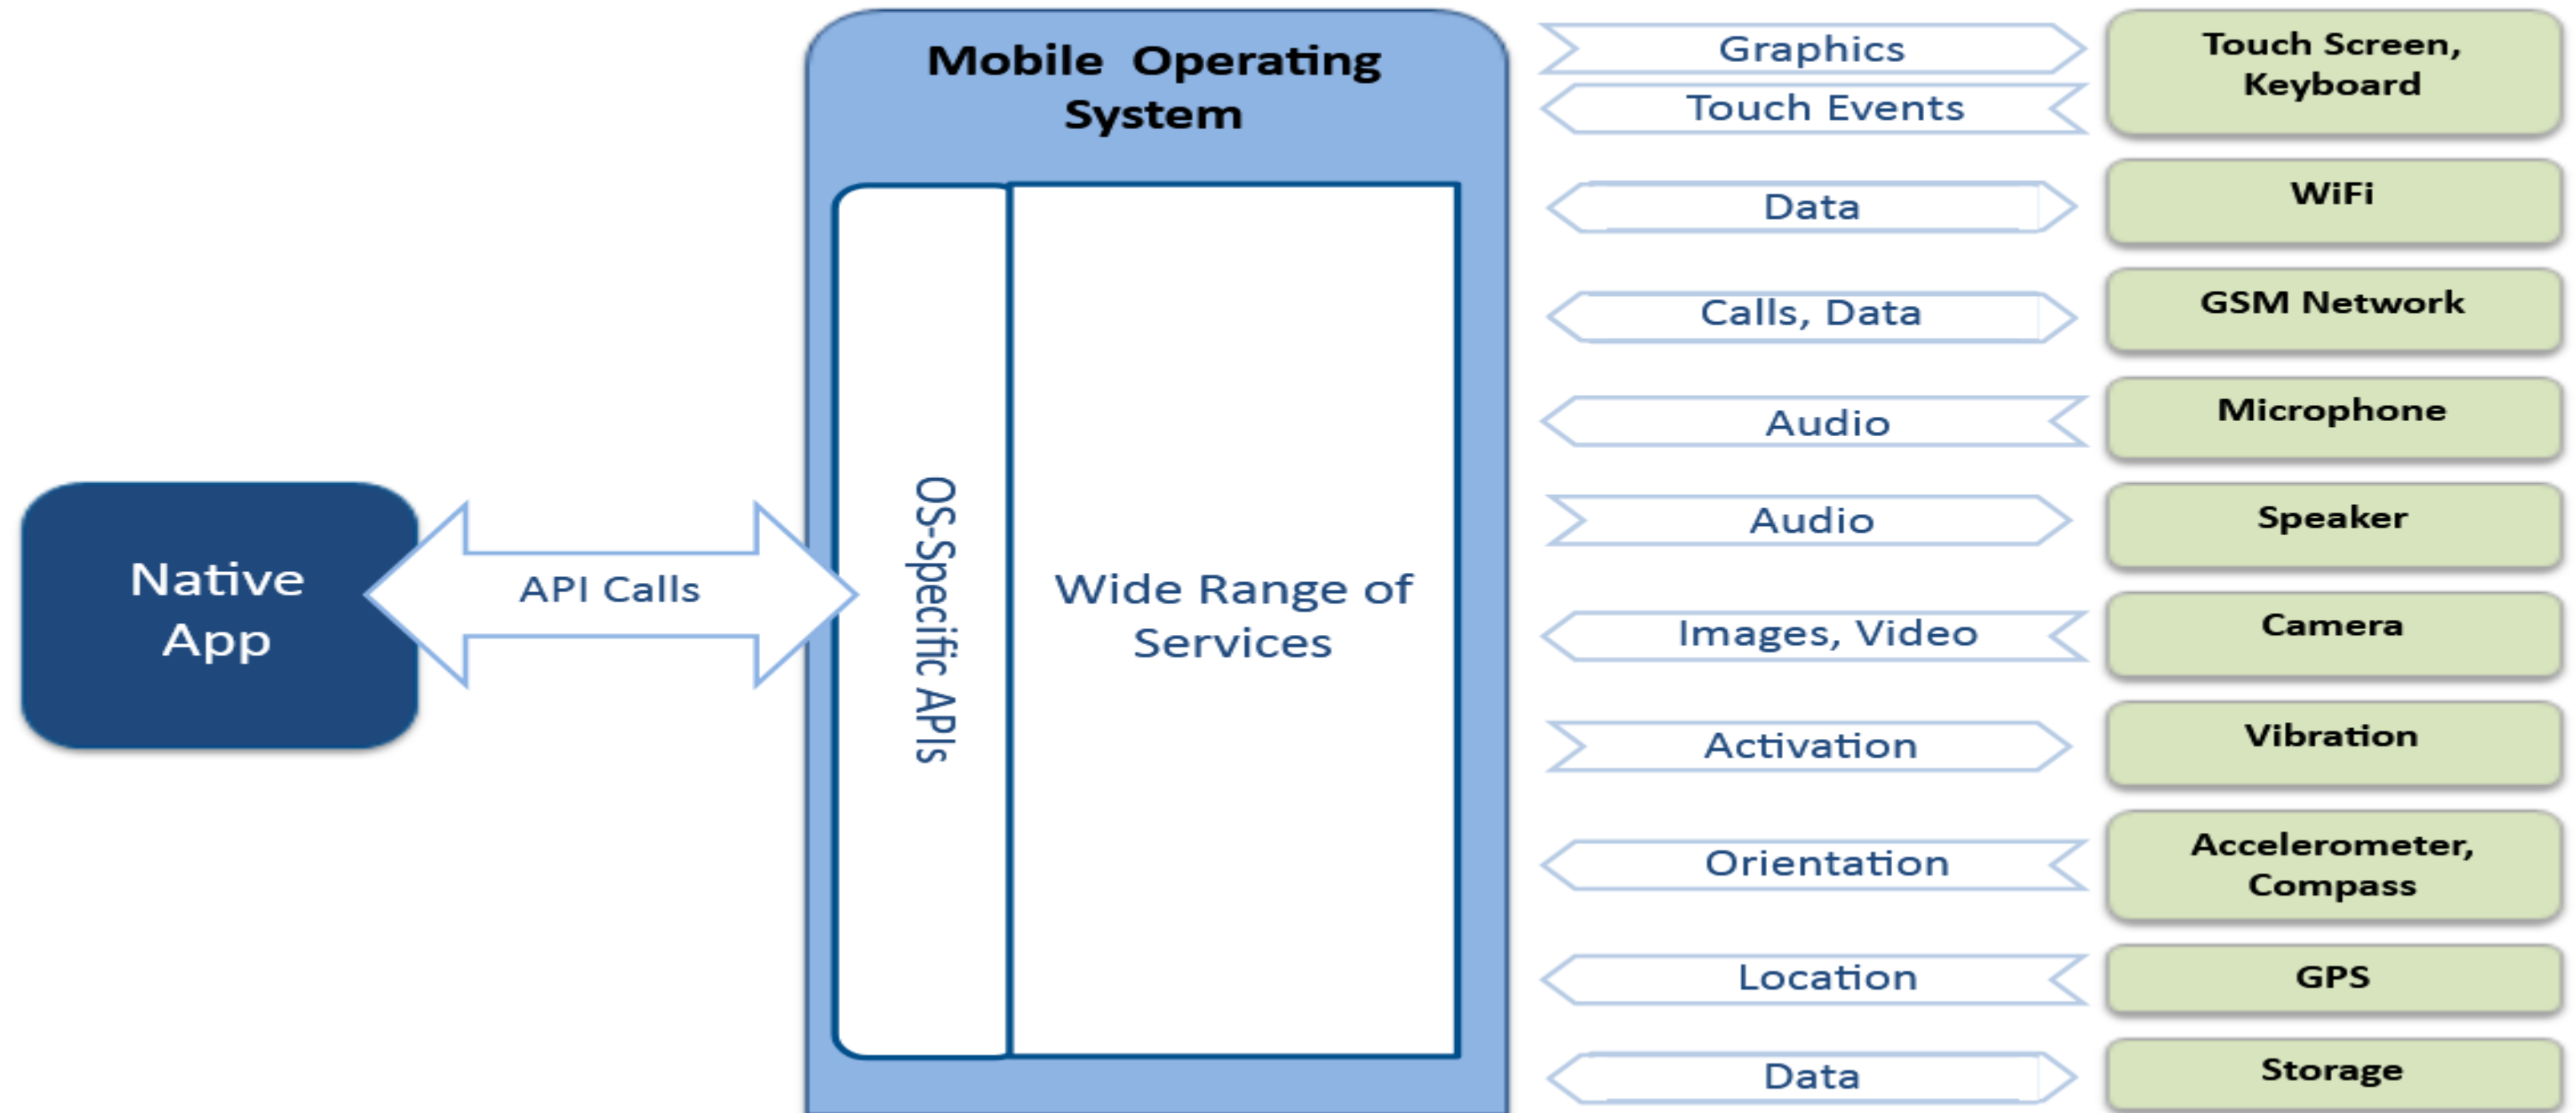 Mobile Operating
System
Graphics
Touch Screen,
Keyboard
Touch Events
Data
WiFi
Calls, Data
GSM Network
Audio
Microphone
Audio
Speaker
Native
App
API Calls
OS-Specific APIs
Wide Range of
Services
Images, Video
Camera
Activation
Vibration
Orientation
Accelerometer,
Compass
Location
GPS
Data
Storage